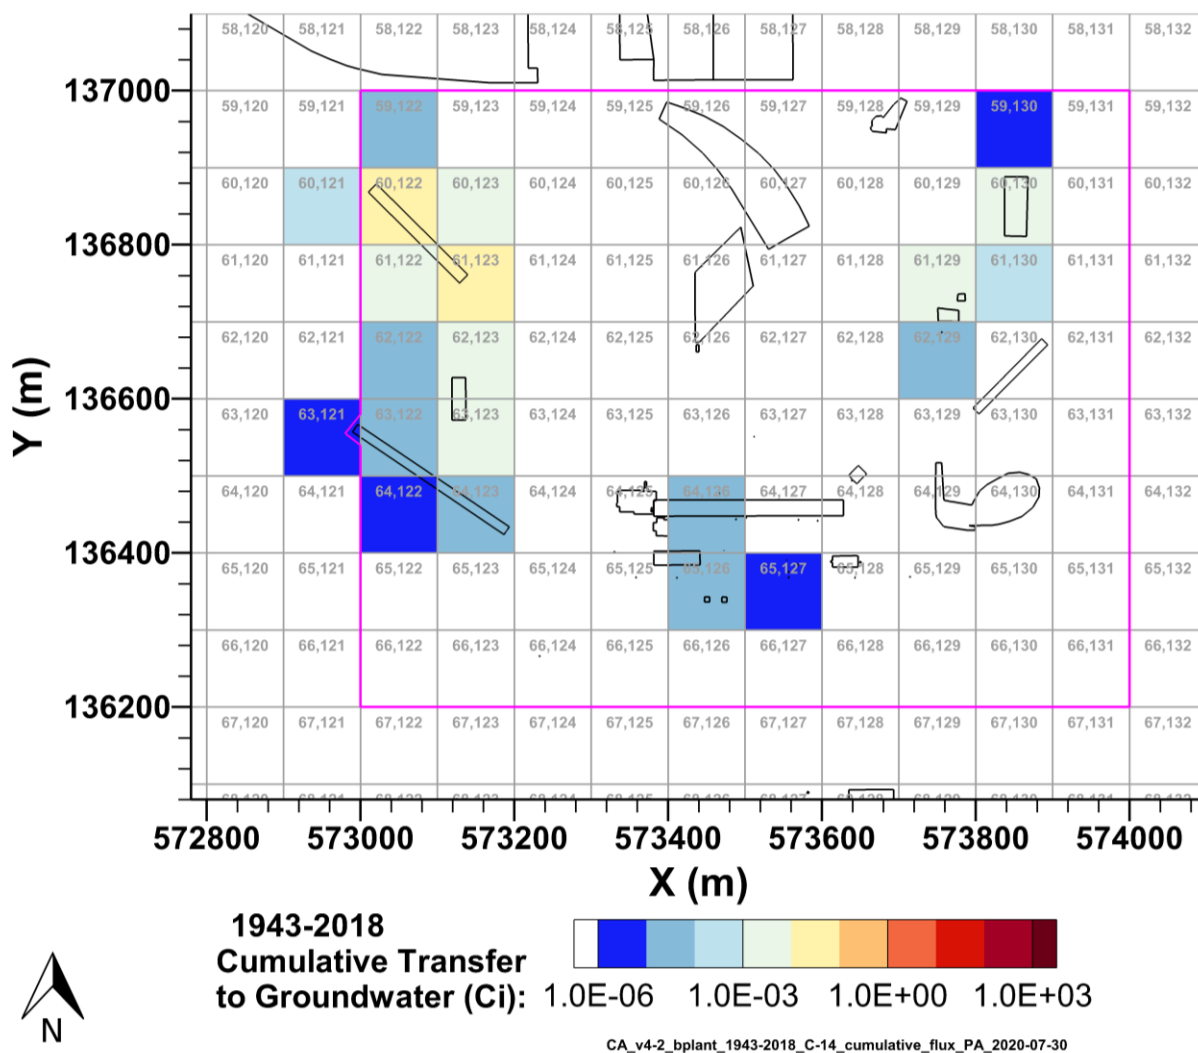 58,120 58,121 58,122 58,123 58,124 58,125 58,126 58,127 58,128 58,129 58,130 58,131 58,132
137000
59,120 59,121 59,122 59,123 59,124 59,125 59,126 59,127 59,128 59,129 59,130 59,131 59,132
60,120 60,121 60,122 60,123 60,124 60,125 60,126 60,127 60,128 60,129 60,130 60,131 60,132
136800
61,120 61,121 61,122 61,123 61,124 61,125 61,126 61,127 61,128 61,129 61,130 61,131 61,132
62,120 62,121 62,122 62,123 62,124 62,125 62,126 62,127 62,128 62,129 62,130 62,131 62,132
Y (m)
136600
63,120 63,121 63,122 63,123 63,124 63,125 63,126 63,127 63,128 63,129 63,130 63,131 63,132
64,120 64,121 64,122 64,123 64,124 64,125 64,126 64,127 64,128 64,129 64,130 64,131 64,132
136400
65,120 65,121 65,122 65,123 65,124 65,125 65,126 65,127 65,128 65,129 65,130 65,131 65,132
66,120 66,121 66,122 66,123 66,124 66,125 66,126 66,127 66,128 66,129 66,130 66,131 66,132
136200
67,120 67,121 67,122 67,123 67,124 67,125 67,126 67,127 67,128 67,129 67,130 67,131 67,132
572800 573000 573200 573400 573600 573800 574000
X (m)
1943-2018
Cumulative Transfer
to Groundwater (Ci):
1.0E-06 1.0E-03 1.0E+00 1.0E+03
N
CA_v4-2_bplant_1943-2018_C-14_cumulative_flux_PA_2020-07-30